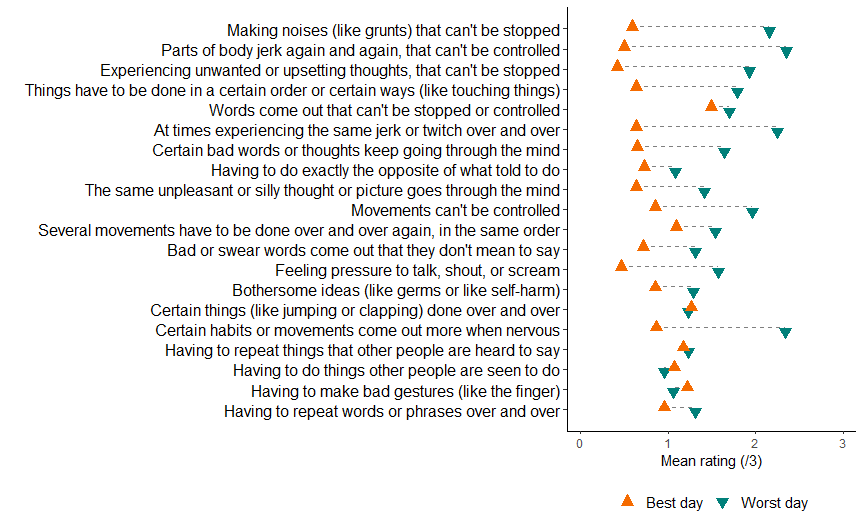 Making noises (like grunts) that can't be stopped
Parts of body jerk again and again, that can't be controlled
Experiencing unwanted or upsetting thoughts, that can't be stopped
Things have to be done in a certain order or certain ways (like touching things)
Words come out that can't be stopped or controlled
At times experiencing the same jerk or twitch over and over
Certain bad words or thoughts keep going through the mind
Having to do exactly the opposite of what told to do
The same unpleasant or silly thought or picture goes through the mind
Movements can't be controlled
Several movements have to be done over and over again, in the same order
Bad or swear words come out that they don't mean to say
Feeling pressure to talk, shout, or scream
Bothersome ideas (like germs or like self-harm)
Certain things (like jumping or clapping) done over and over
Certain habits or movements come out more when nervous
Having to repeat things that other people are heard to say
Having to do things other people are seen to do
Having to make bad gestures (like the finger)
Having to repeat words or phrases over and over
0 1 2 3
Mean rating (/3)
Best day Worst day